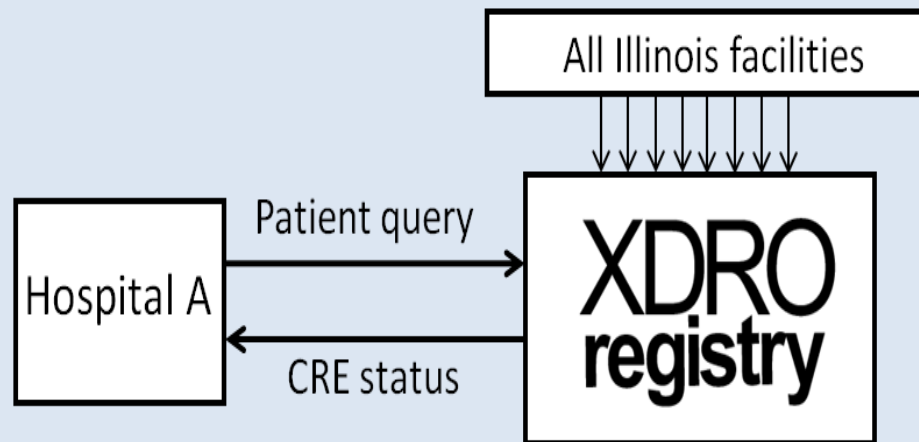 All Illinois facilities
Patient query
Hospital A
XDRO
registry
CRE status